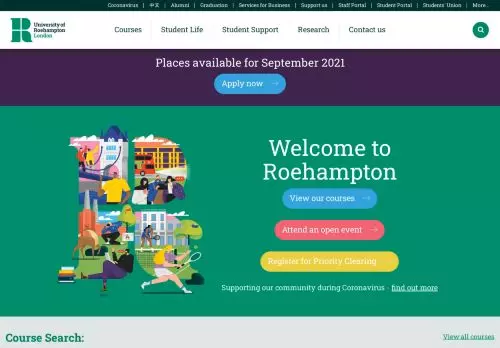 Coronavirus | 中文 | Alumni | Graduation | Services for Business | Support us | Staff Portal | Student Portal | Students' Union | More...
University of
Roehampton
London
Courses Student Life Student Support Research Contact us
Places available for September 2021
Apply now
Welcome to
Roehampton
View our courses
Attend an open event
Register for Priority Clearing
Supporting our community during Coronavirus - find out more
Course Search:
View all courses